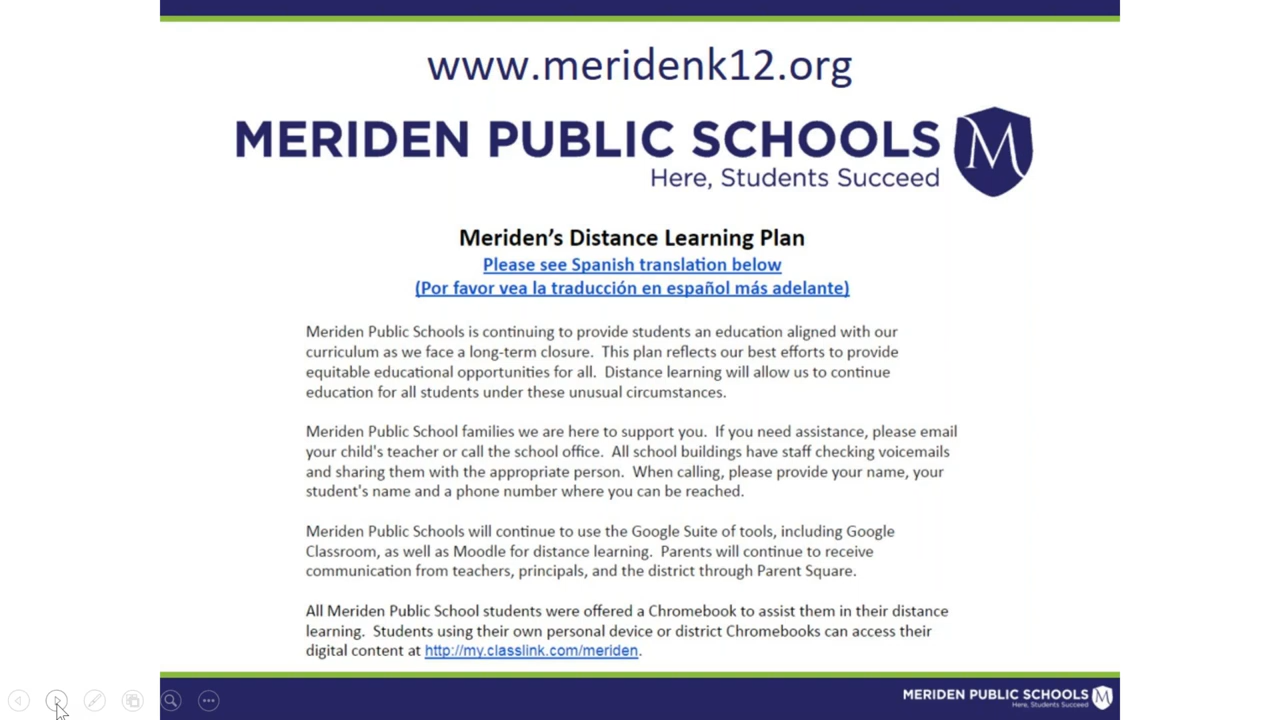 www.meridenk12.org
MERIDEN PUBLIC SCHOOLS
M
Here, Students Succeed
Meriden's Distance Learning Plan
Please see Spanish translation below
(Por favor vea la traducción en español más adelante)
Meriden Public Schools is continuing to provide students an education aligned with our
curriculum as we face a long-term closure.  This plan reflects our best efforts to provide
equitable educational opportunities for all.  Distance learning will allow us to continue
education for all students under these unusual circumstances.
Meriden Public School families we are here to support you.  If you need assistance, please email
your child's teacher or call the school office.  All school buildings have staff checking voicemails
and sharing them with the appropriate person.  When calling, please provide your name, your
student's name and a phone number where you can be reached.
Meriden Public Schools will continue to use the Google Suite of tools, including Google
Classroom, as well as Moodle for distance learning.  Parents will continue to receive
communication from teachers, principals, and the district through Parent Square.
All Meriden Public School students were offered a Chromebook to assist them in their distance
learning.  Students using their own personal device or district Chromebooks can access their
digital content at http://my.classlink.com/meriden.
MERIDEN PUBLIC SCHOOLS
M
Here, Students Succeed